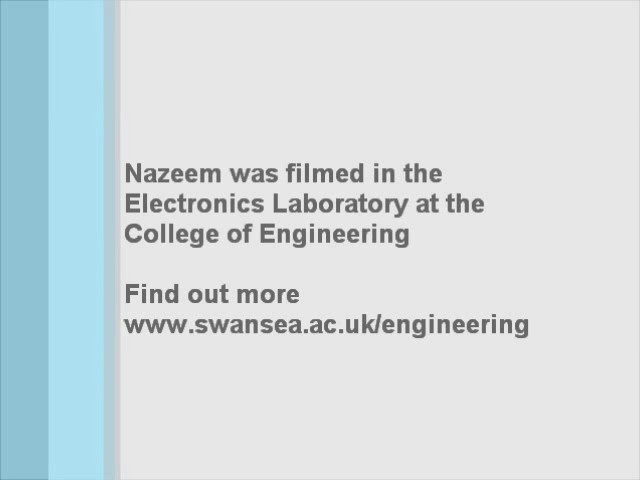 Nazeem was filmed in the
Electronics Laboratory at the
College of Engineering
Find out more
www.swansea.ac.uk/engineering